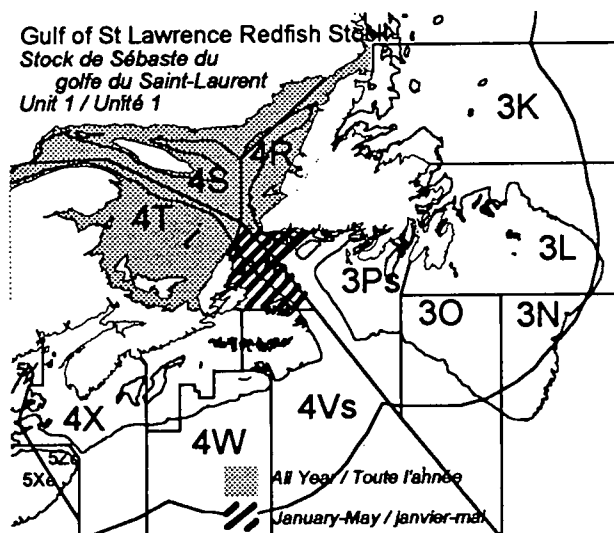 Gulf of St Lawrence Redfish Stock
Stock de Sébaste du
golfe du Saint-Laurent
Unit 1 / Unité 1
3K
4R
4S
4T
3L
3Ps
3O
3N
4X
4W
4Vs
5Ze
5Xe
All Year / Toute l'année
January-May / janvier-mai